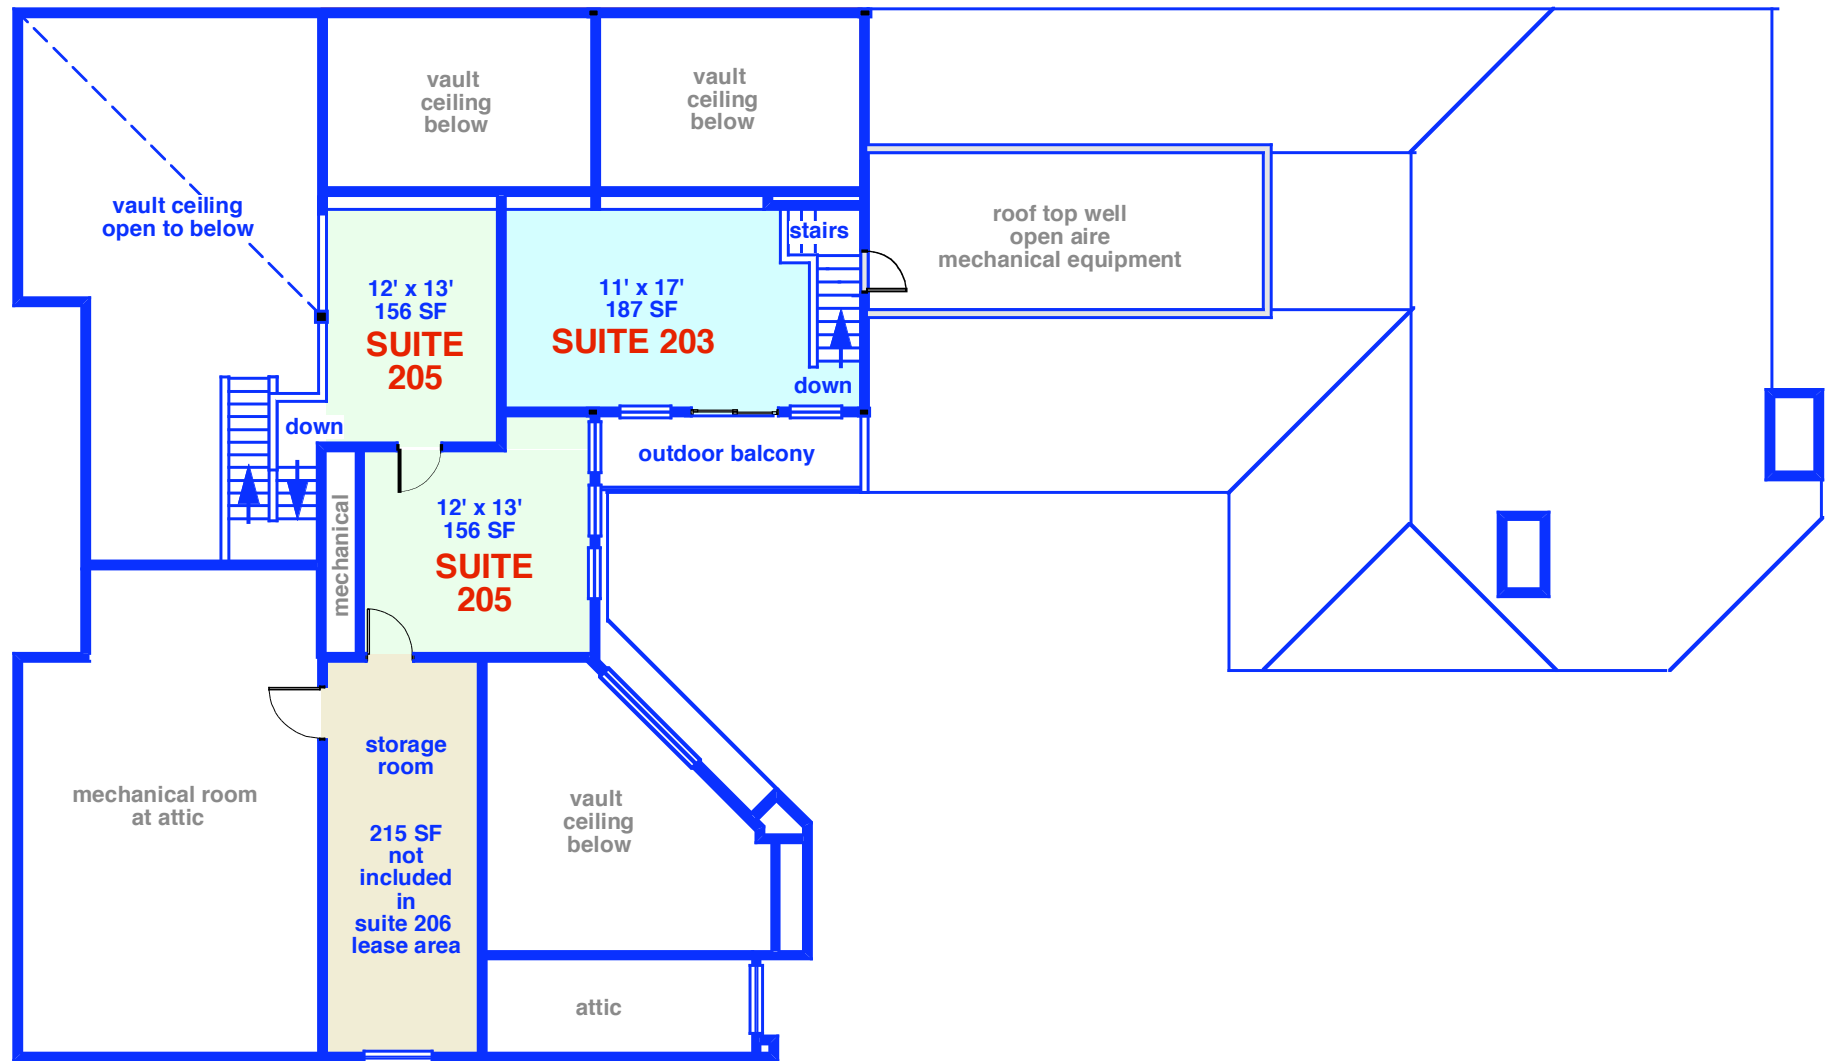 vault
ceiling
below
vault
ceiling
below
vault ceiling
open to below
stairs
roof top well
open aire
mechanical equipment
12' x 13'
156 SF
SUITE
205
11' x 17'
187 SF
SUITE 203
down
down
outdoor balcony
mechanical
12' x 13'
156 SF
SUITE
205
storage
room
mechanical room
at attic
215 SF
not
included
in
suite 206
lease area
vault
ceiling
below
attic